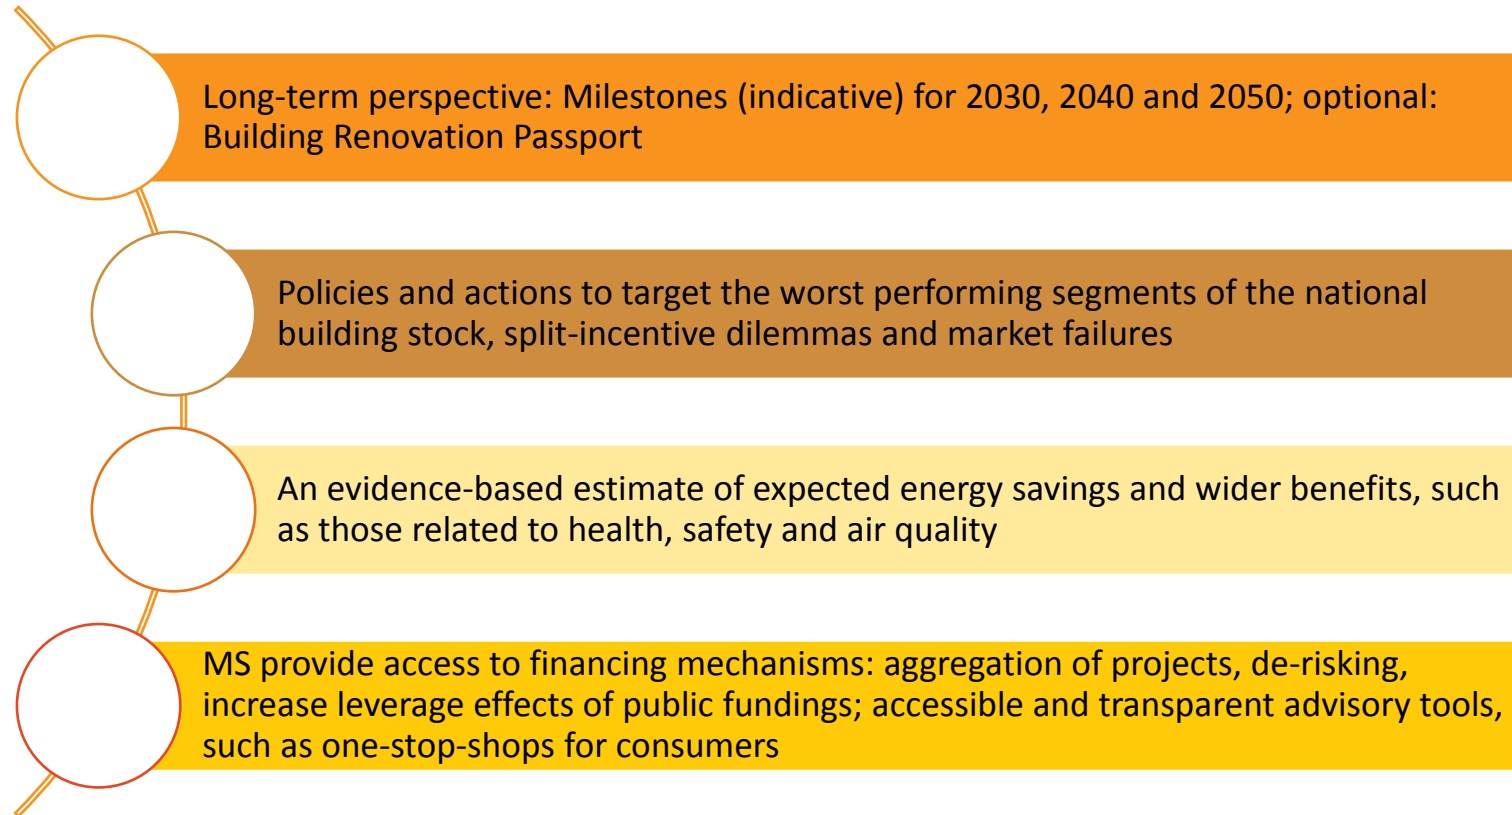 Long-term perspective: Milestones (indicative) for 2030, 2040 and 2050; optional:
Building Renovation Passport
Policies and actions to target the worst performing segments of the national
building stock, split-incentive dilemmas and market failures
An evidence-based estimate of expected energy savings and wider benefits, such
as those related to health, safety and air quality
MS provide access to financing mechanisms: aggregation of projects, de-risking,
increase leverage effects of public fundings; accessible and transparent advisory tools,
such as one-stop-shops for consumers